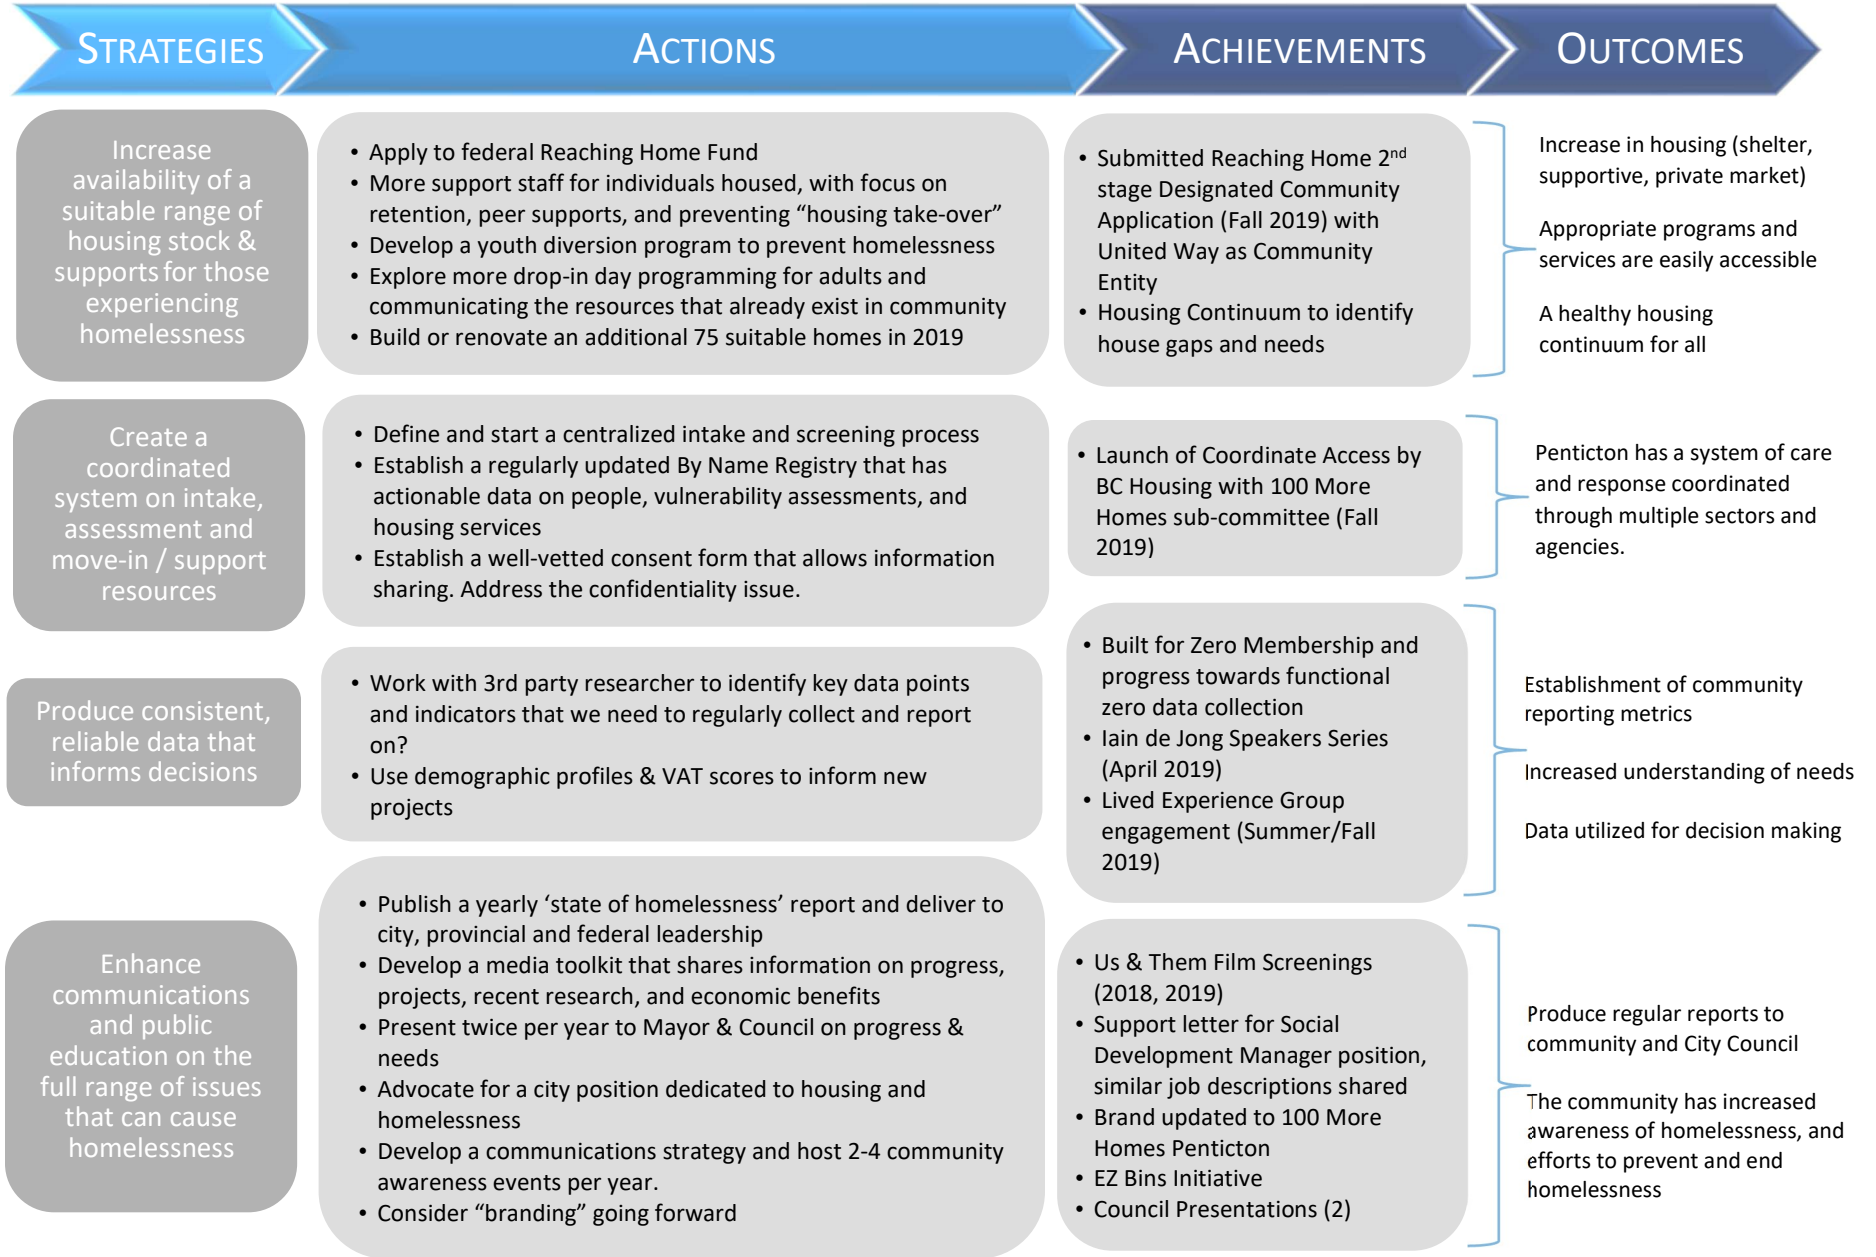 STRATEGIES
ACTIONS
ACHIEVEMENTS
OUTCOMES
Increase
availability of a
suitable range of
housing stock &
supports for those
experiencing
homelessness
• Apply to federal Reaching Home Fund
• More support staff for individuals housed, with focus on
retention, peer supports, and preventing “housing take-over”
• Develop a youth diversion program to prevent homelessness
• Explore more drop-in day programming for adults and
communicating the resources that already exist in community
• Build or renovate an additional 75 suitable homes in 2019
• Submitted Reaching Home 2nd
stage Designated Community
Application (Fall 2019) with
United Way as Community
Entity
• Housing Continuum to identify
house gaps and needs
Increase in housing (shelter,
supportive, private market)
Appropriate programs and
services are easily accessible
A healthy housing
continuum for all
Create a
coordinated
system on intake,
assessment and
move-in / support
resources
• Define and start a centralized intake and screening process
• Establish a regularly updated By Name Registry that has
actionable data on people, vulnerability assessments, and
housing services
• Establish a well-vetted consent form that allows information
sharing. Address the confidentiality issue.
• Launch of Coordinate Access by
BC Housing with 100 More
Homes sub-committee (Fall
2019)
Penticton has a system of care
and response coordinated
through multiple sectors and
agencies.
Produce consistent,
reliable data that
informs decisions
• Work with 3rd party researcher to identify key data points
and indicators that we need to regularly collect and report
on?
• Use demographic profiles & VAT scores to inform new
projects
• Built for Zero Membership and
progress towards functional
zero data collection
• Iain de Jong Speakers Series
(April 2019)
• Lived Experience Group
engagement (Summer/Fall
2019)
Establishment of community
reporting metrics
Increased understanding of needs
Data utilized for decision making
Enhance
communications
and public
education on the
full range of issues
that can cause
homelessness
• Publish a yearly ‘state of homelessness’ report and deliver to
city, provincial and federal leadership
• Develop a media toolkit that shares information on progress,
projects, recent research, and economic benefits
• Present twice per year to Mayor & Council on progress &
needs
• Advocate for a city position dedicated to housing and
homelessness
• Develop a communications strategy and host 2-4 community
awareness events per year.
• Consider “branding” going forward
• Us & Them Film Screenings
(2018, 2019)
• Support letter for Social
Development Manager position,
similar job descriptions shared
• Brand updated to 100 More
Homes Penticton
• EZ Bins Initiative
• Council Presentations (2)
Produce regular reports to
community and City Council
The community has increased
awareness of homelessness, and
efforts to prevent and end
homelessness